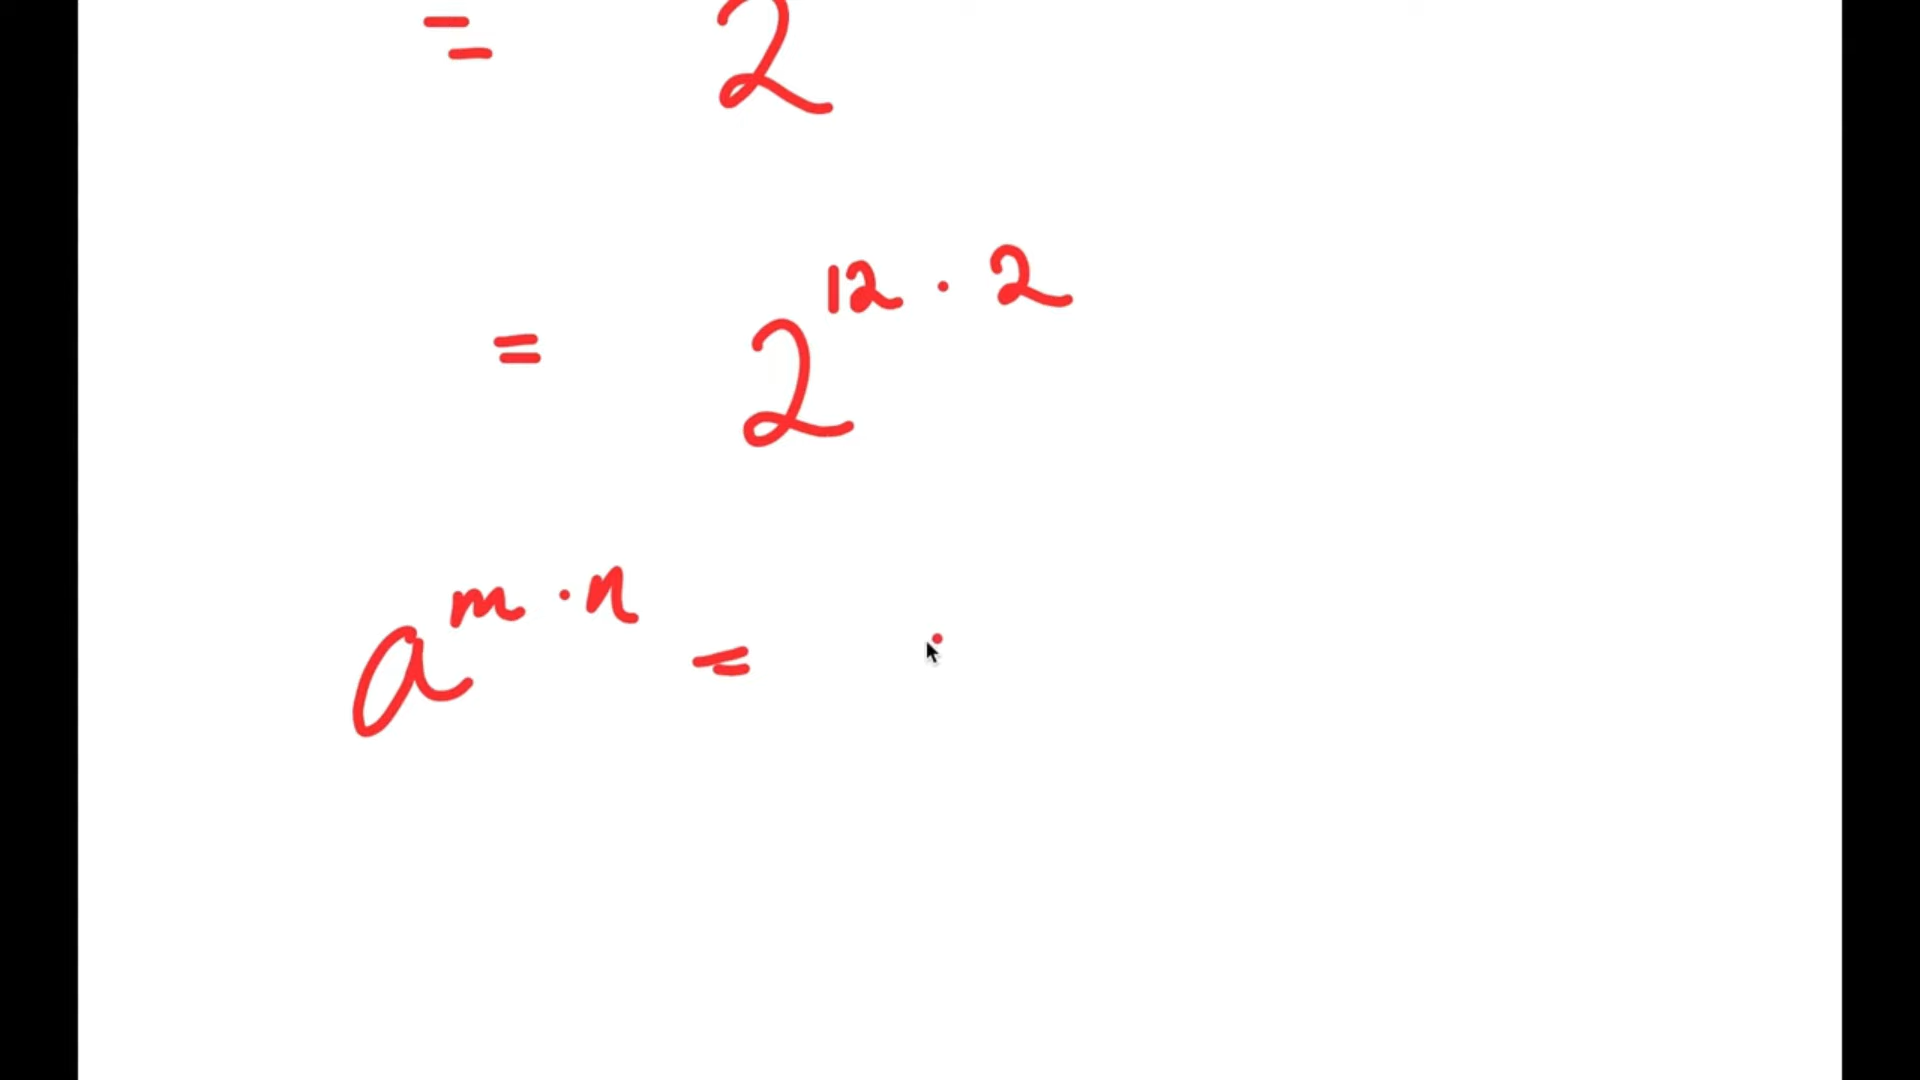 = 2
= 2^{12 · 2}
a^{m · n} =